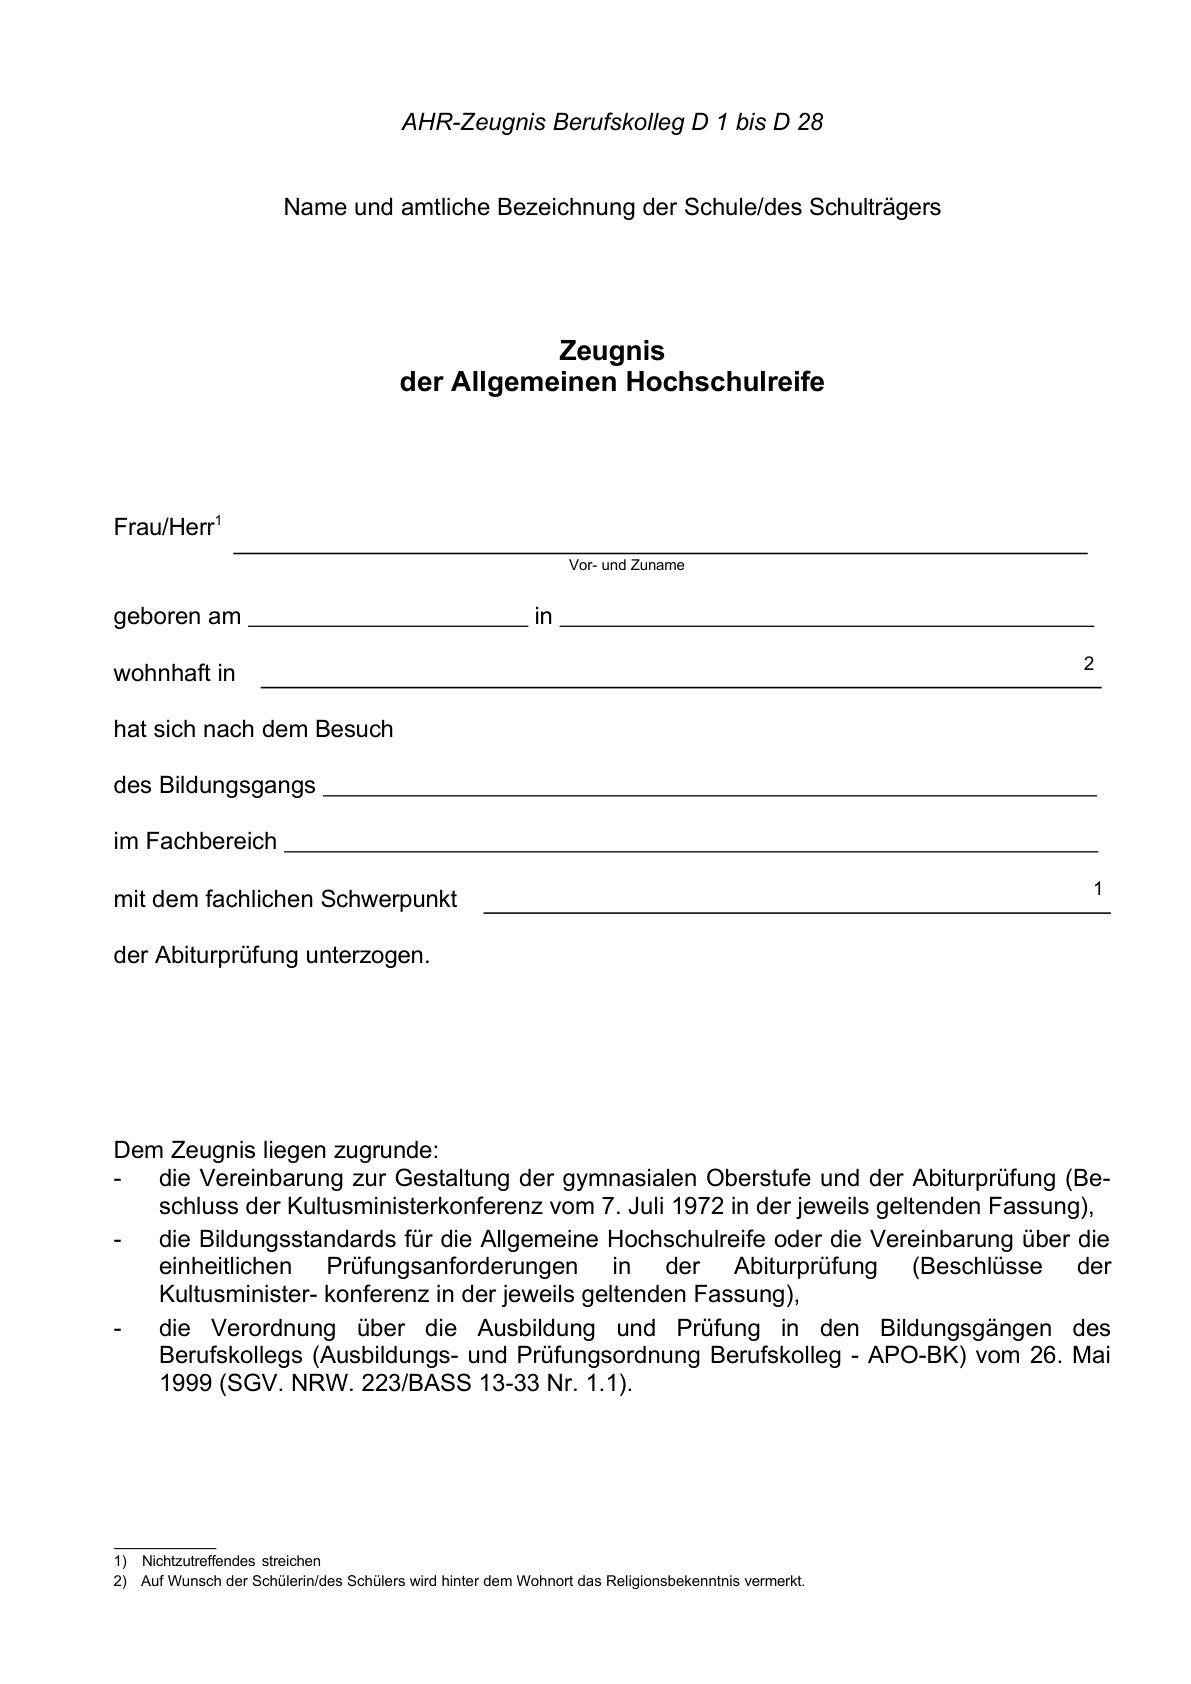 AHR-Zeugnis Berufskolleg D 1 bis D 28
Name und amtliche Bezeichnung der Schule/des Schulträgers
Zeugnis
der Allgemeinen Hochschulreife
Frau/Herr1
Vor- und Zuname
geboren am in
wohnhaft in 2
hat sich nach dem Besuch
des Bildungsgangs
im Fachbereich
mit dem fachlichen Schwerpunkt 1
der Abiturprüfung unterzogen.
Dem Zeugnis liegen zugrunde:
- die Vereinbarung zur Gestaltung der gymnasialen Oberstufe und der Abiturprüfung (Be-
schluss der Kultusministerkonferenz vom 7. Juli 1972 in der jeweils geltenden Fassung),
- die Bildungsstandards für die Allgemeine Hochschulreife oder die Vereinbarung über die
einheitlichen Prüfungsanforderungen in der Abiturprüfung (Beschlüsse der
Kultusminister- konferenz in der jeweils geltenden Fassung),
- die Verordnung über die Ausbildung und Prüfung in den Bildungsgängen des
Berufskollegs (Ausbildungs- und Prüfungsordnung Berufskolleg - APO-BK) vom 26. Mai
1999 (SGV. NRW. 223/BASS 13-33 Nr. 1.1).
1) Nichtzutreffendes streichen
2) Auf Wunsch der Schülerin/des Schülers wird hinter dem Wohnort das Religionsbekenntnis vermerkt.